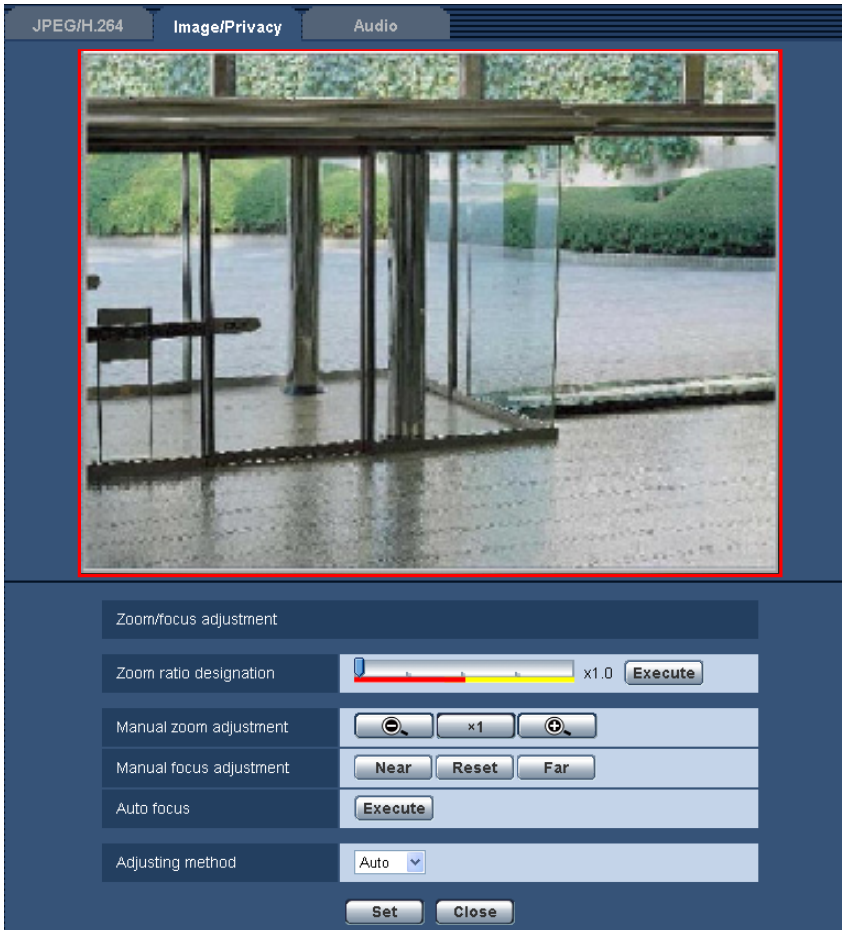 JPEG/H.264 Image/Privacy Audio
Zoom/focus adjustment
Zoom ratio designation x1.0 Execute
Manual zoom adjustment ×1
Manual focus adjustment Near Reset Far
Auto focus Execute
Adjusting method Auto
Set Close